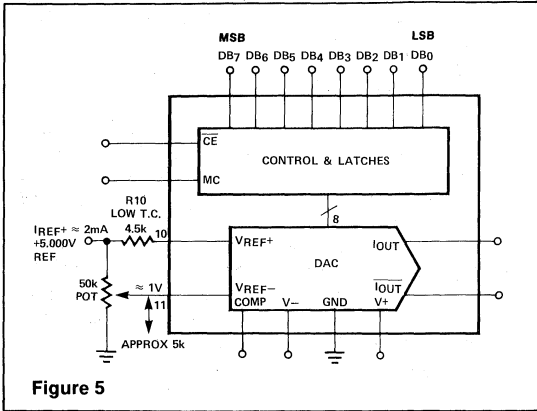 MSB LSB
DB7 DB6 DB5 DB4 DB3 DB2 DB1 DB0
CE
CONTROL & LATCHES
MC
R10
LOW T.C.
8
IREF+ ≈ 2mA
4.5k
10
+5.000V
REF
VREF+
IOUT
DAC
50k
POT
≈ 1V
VREF–
IOUT
11
COMP V– GND V+
APPROX 5k
Figure 5